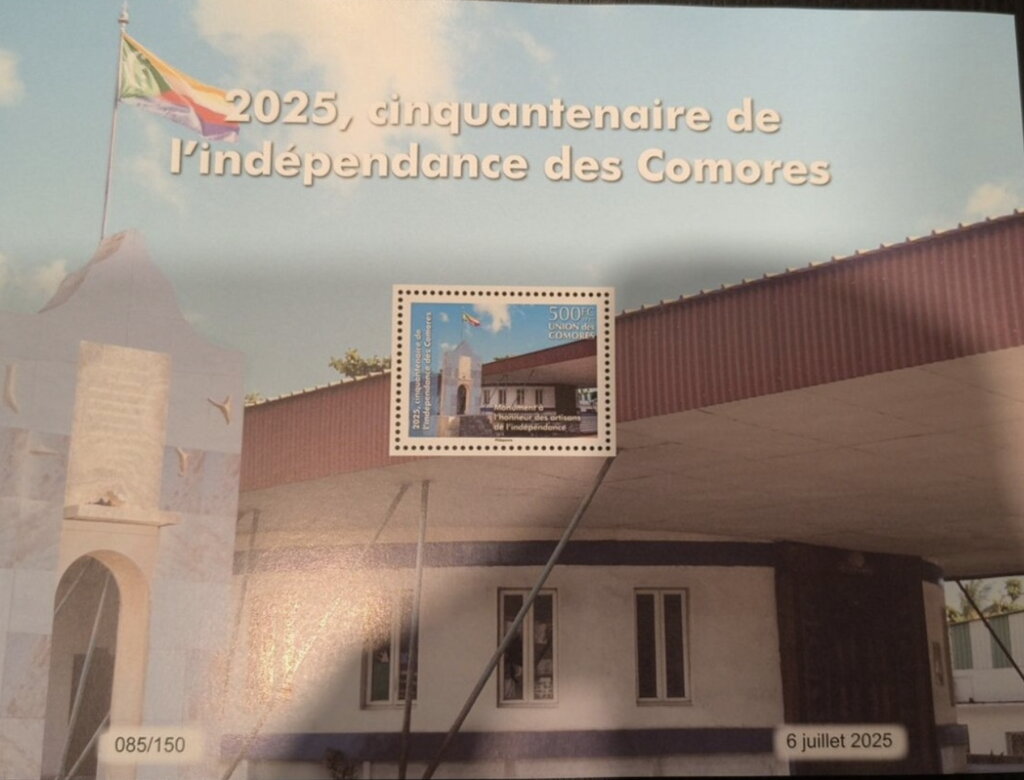 2025, cinquantenaire de
l'indépendance des Comores
500FC
UNION des
COMORES
2025, cinquantenaire de
l'indépendance des Comores
Monument à
l'honneur des artisans
de l'indépendance
085/150
6 juillet 2025